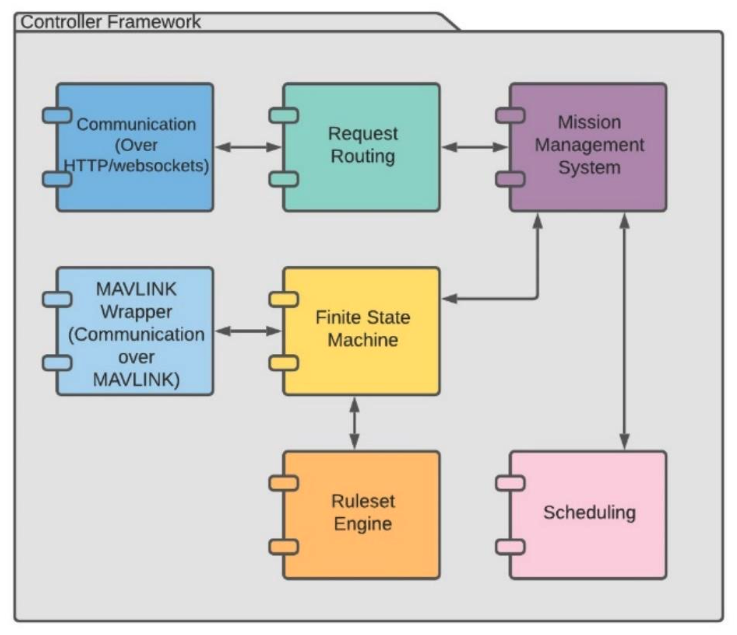 Controller Framework
Communication
(Over
HTTP/websockets)
Request
Routing
Mission
Management
System
MAVLINK
Wrapper
(Communication
over
MAVLINK)
Finite State
Machine
Ruleset
Engine
Scheduling